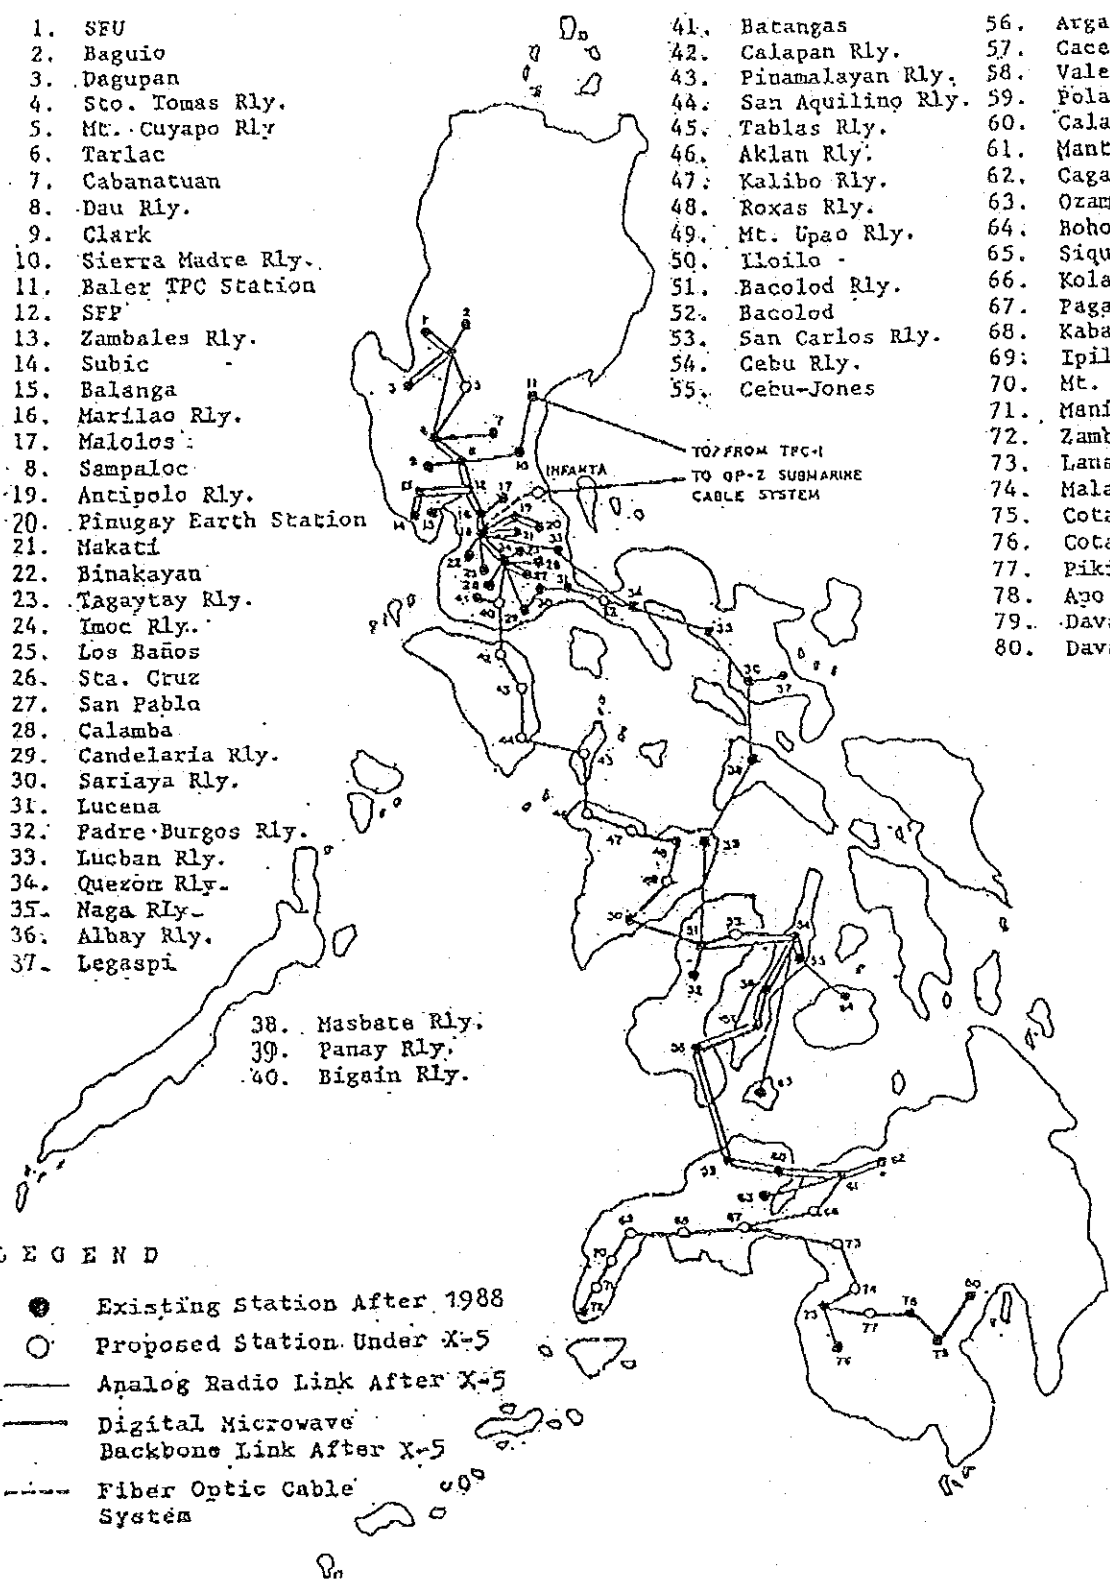 1. SFU
2. Baguio
3. Dagupan
4. Sto. Tomas Rly.
5. Mt. Cuyapo Rly
6. Tarlac
7. Cabanatuan
8. Dau Rly.
9. Clark
10. Sierra Madre Rly.
11. Baler TPC Station
12. SFP
13. Zambales Rly.
14. Subic
15. Balanga
16. Marilao Rly.
17. Malolos
8. Sampaloc
19. Antipolo Rly.
20. Pinugay Earth Station
21. Makati
22. Binakayan
23. Tagaytay Rly.
24. Imoc Rly.
25. Los Baños
26. Sta. Cruz
27. San Pablo
28. Calamba
29. Candelaria Rly.
30. Sariaya Rly.
31. Lucena
32. Padre Burgos Rly.
33. Lucban Rly.
34. Quezon Rly.
35. Naga Rly.
36. Albay Rly.
37. Legaspi
38. Masbate Rly.
39. Panay Rly.
40. Bigain Rly.
41. Batangas
42. Calapan Rly.
43. Pinamalayan Rly.
44. San Aquilino Rly.
45. Tablas Rly.
46. Aklan Rly.
47. Kalibo Rly.
48. Roxas Rly.
49. Mt. Upao Rly.
50. Iloilo -
51. Bacolod Rly.
52. Bacolod
53. San Carlos Rly.
54. Cebu Rly.
55. Cebu-Jones
56. Arga
57. Cace
58. Vale
59. Pola
60. Cala
61. Mant
62. Caga
63. Ozam
64. Boho
65. Siqu
66. Kola
67. Paga
68. Kaba
69. Ipil
70. Mt.
71. Mani
72. Zamb
73. Lana
74. Mala
75. Cota
76. Cota
77. Piki
78. Apo
79. Dava
80. Dava
TO/FROM TPC-1
INFANTA
TO OP-2 SUBMARINE
CABLE SYSTEM
LEGEND
Existing Station After 1988
Proposed Station Under X-5
Analog Radio Link After X-5
Digital Microwave
Backbone Link After X-5
Fiber Optic Cable
System